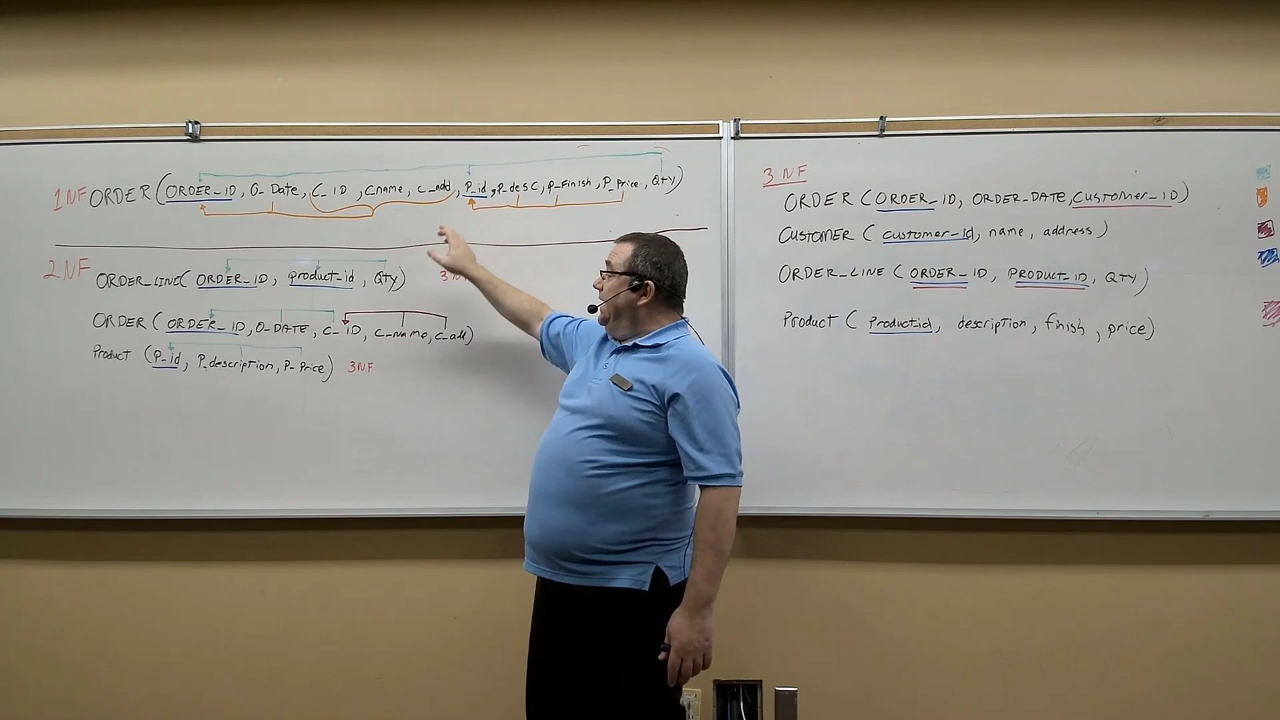 1NF ORDER (ORDER_ID, O_Date, C_ID, Cname, C_add, P_id, P_desc, P_Finish, P_Price, Qty)
2NF ORDER_LINE( ORDER_ID, product_id, Qty)
ORDER ( ORDER_ID, O_DATE, C_ID, C_Name, C_add)
Product (P_id, P_description, P_Price) 3NF
3NF
ORDER ( ORDER_ID, ORDER_DATE, CUSTOMER_ID)
CUSTOMER ( customer_id, name, address )
ORDER_LINE ( ORDER_ID, PRODUCT_ID, QTY)
Product ( Product.id, description, finish, price)